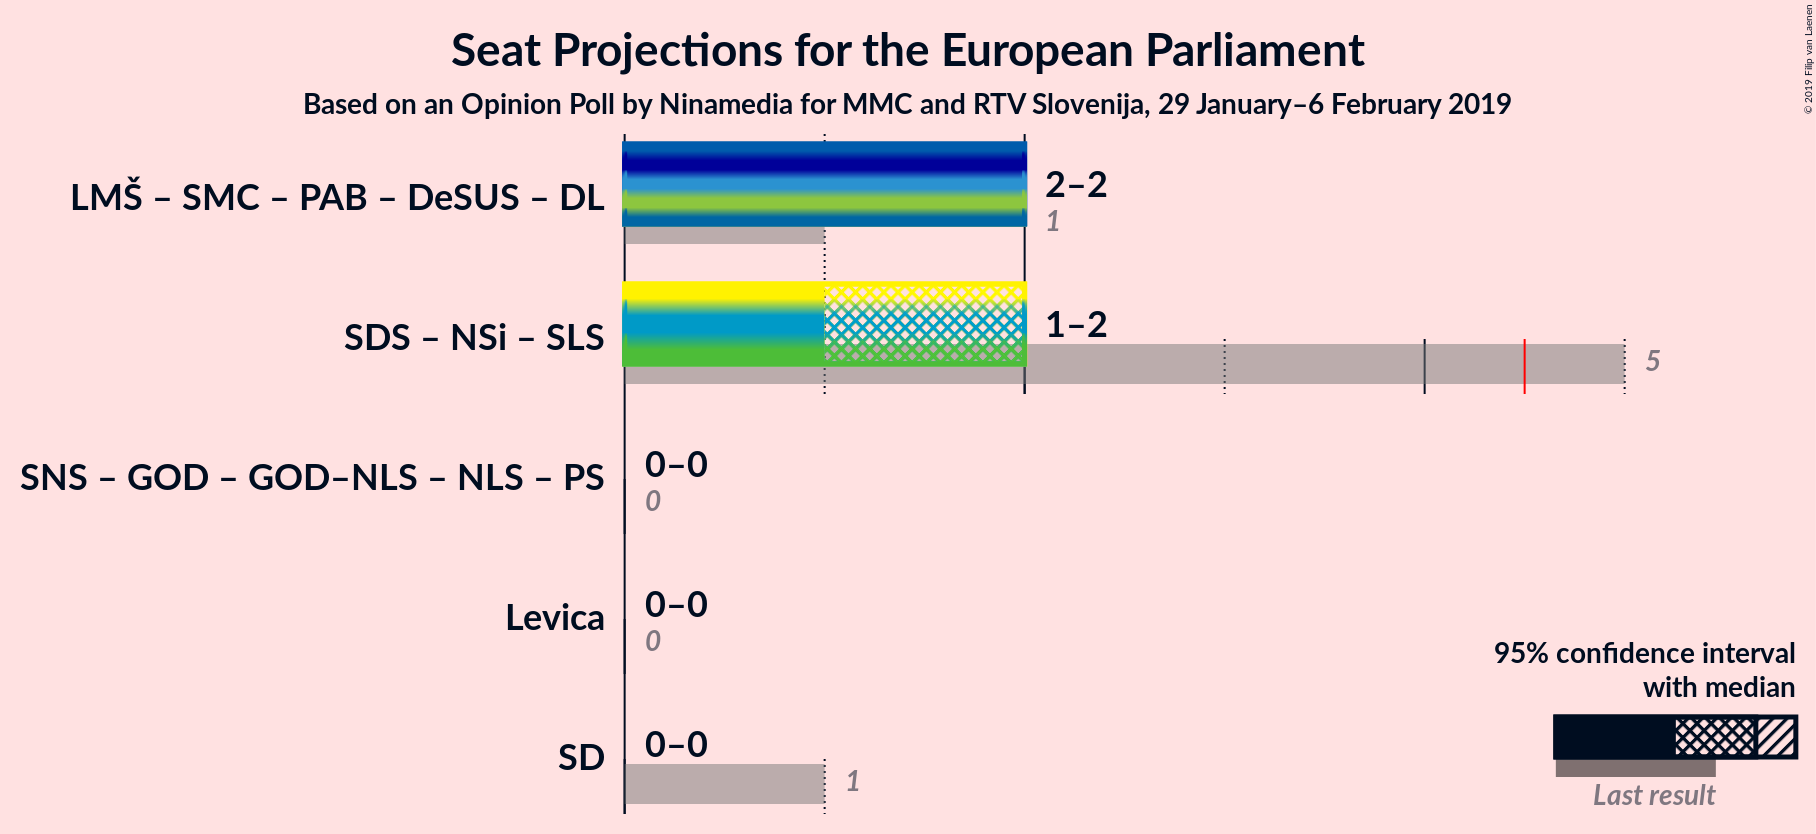 Seat Projections for the European Parliament
Based on an Opinion Poll by Ninamedia for MMC and RTV Slovenija, 29 January–6 February 2019
© 2019 Filip van Laenen
LMŠ – SMC – PAB – DeSUS – DL
2–2
1
SDS – NSi – SLS
1–2
5
SNS – GOD – GOD–NLS – NLS – PS
0–0
0
Levica
0–0
0
SD
0–0
1
95% confidence interval
with median
Last result